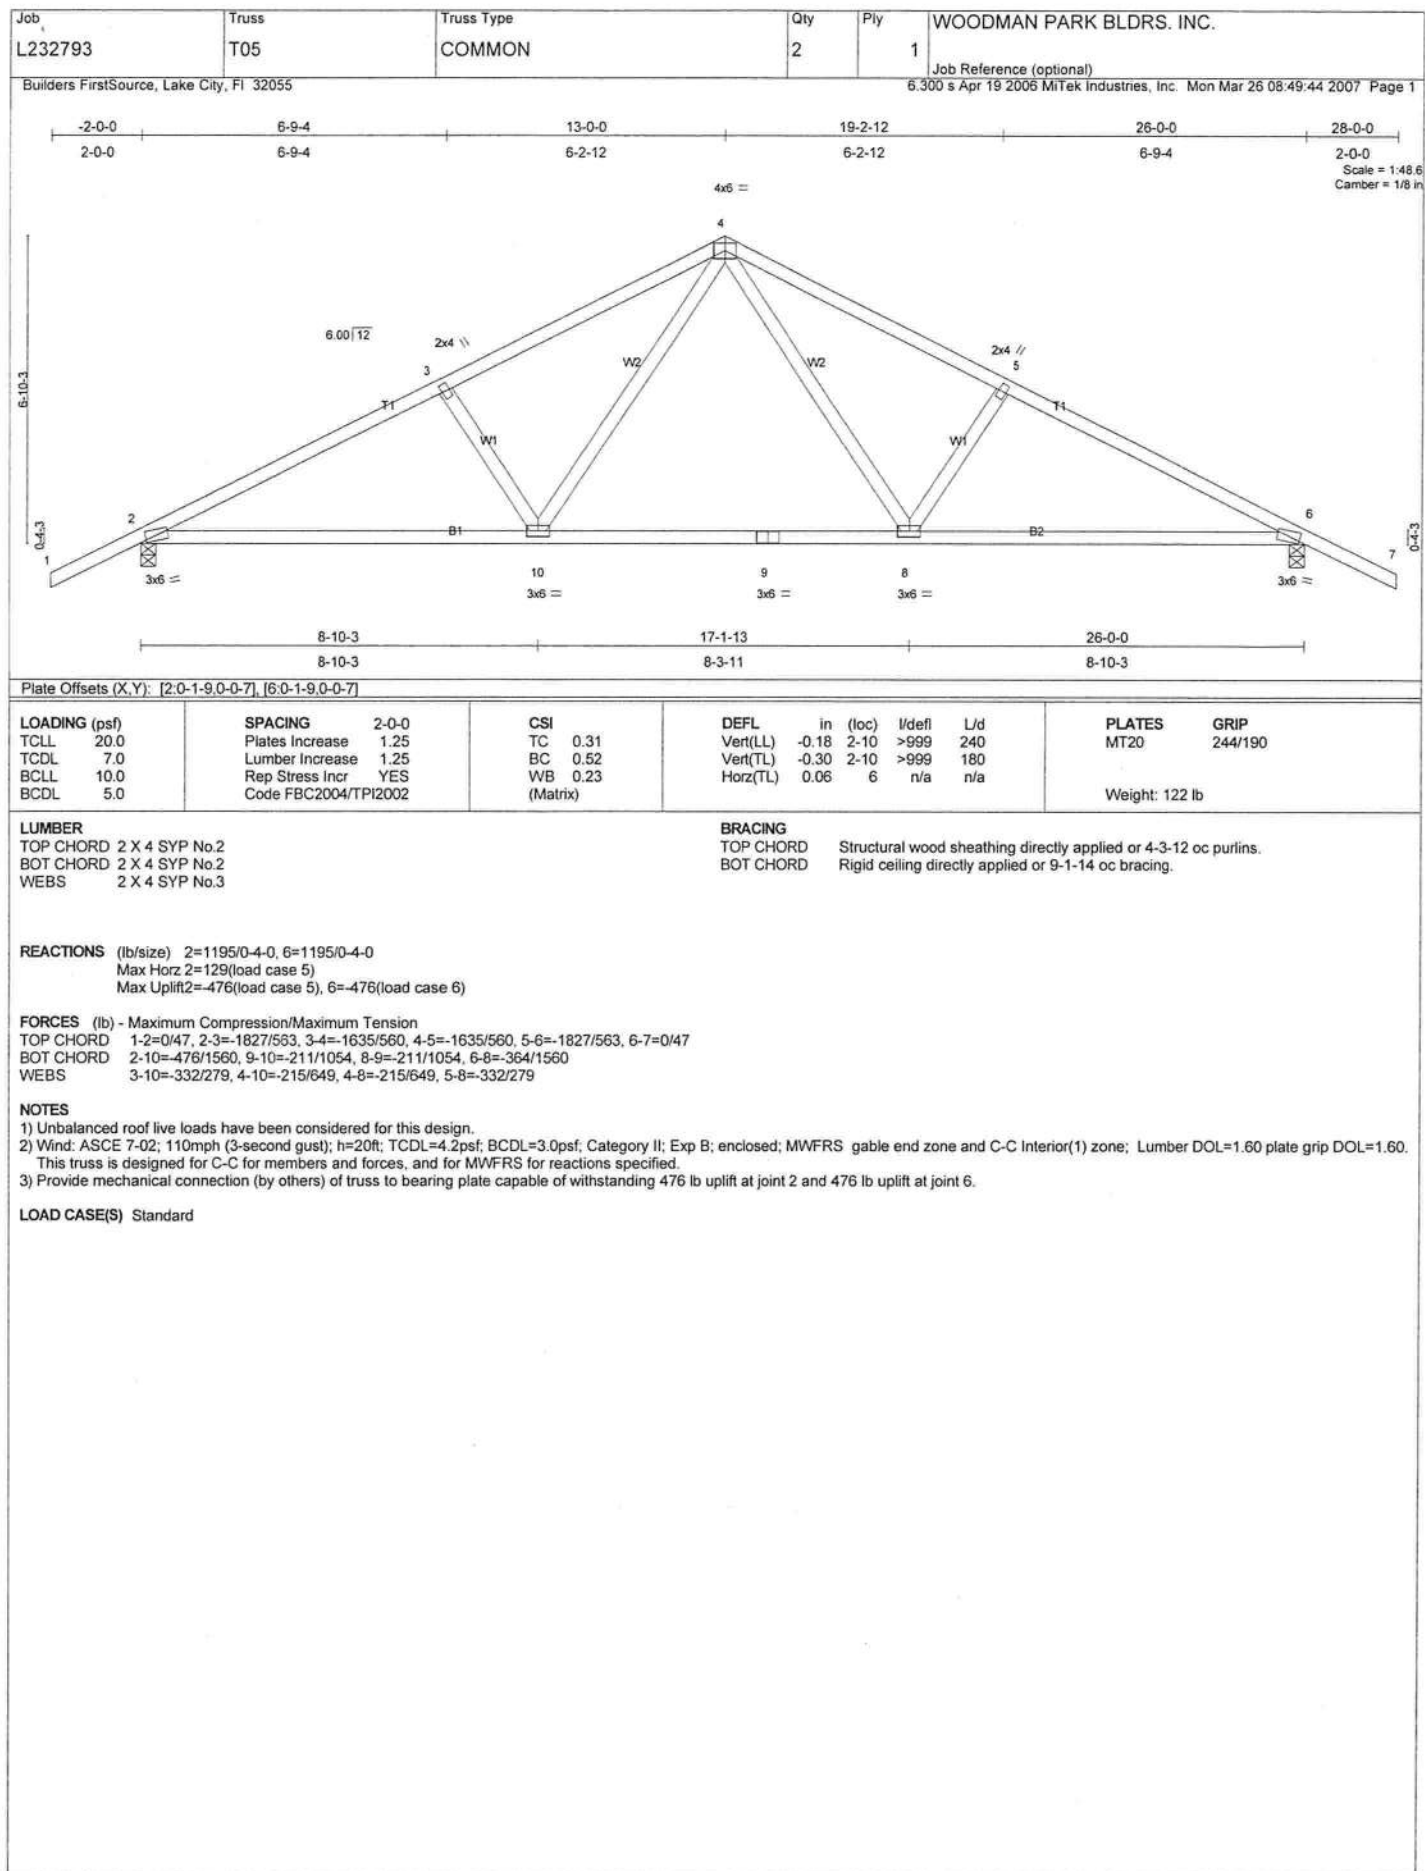 Job Truss Truss Type Qty Ply WOODMAN PARK BLDRS. INC.
L232793 T05 COMMON 2 1
Job Reference (optional)
Builders FirstSource, Lake City, Fl 32055 6.300 s Apr 19 2006 MiTek Industries, Inc. Mon Mar 26 08:49:44 2007 Page 1
-2-0-0 6-9-4 13-0-0 19-2-12 26-0-0 28-0-0
2-0-0 6-9-4 6-2-12 6-2-12 6-9-4 2-0-0
Scale = 1:48.6
Camber = 1/8 in
4x6 =
4
6.00 12
2x4 \\
2x4 //
3
5
W2
W2
6-10-3
T1
T1
W1
W1
2
6
0-4-3
B1
B2
0-4-3
1
7
3x6 =
10
9
8
3x6 =
3x6 =
3x6 =
3x6 =
8-10-3 17-1-13 26-0-0
8-10-3 8-3-11 8-10-3
Plate Offsets (X,Y): [2:0-1-9,0-0-7], [6:0-1-9,0-0-7]
LOADING (psf) SPACING 2-0-0 CSI DEFL in (loc) l/defl L/d PLATES GRIP
TCLL 20.0 Plates Increase 1.25 TC 0.31 Vert(LL) -0.18 2-10 >999 240 MT20 244/190
TCDL 7.0 Lumber Increase 1.25 BC 0.52 Vert(TL) -0.30 2-10 >999 180
BCLL 10.0 Rep Stress Incr YES WB 0.23 Horz(TL) 0.06 6 n/a n/a
BCDL 5.0 Code FBC2004/TPI2002 (Matrix) Weight: 122 lb
LUMBER
TOP CHORD 2 X 4 SYP No.2
BOT CHORD 2 X 4 SYP No.2
WEBS 2 X 4 SYP No.3
BRACING
TOP CHORD Structural wood sheathing directly applied or 4-3-12 oc purlins.
BOT CHORD Rigid ceiling directly applied or 9-1-14 oc bracing.
REACTIONS (lb/size) 2=1195/0-4-0, 6=1195/0-4-0
Max Horz 2=129(load case 5)
Max Uplift2=-476(load case 5), 6=-476(load case 6)
FORCES (lb) - Maximum Compression/Maximum Tension
TOP CHORD 1-2=0/47, 2-3=-1827/563, 3-4=-1635/560, 4-5=-1635/560, 5-6=-1827/563, 6-7=0/47
BOT CHORD 2-10=-476/1560, 9-10=-211/1054, 8-9=-211/1054, 6-8=-364/1560
WEBS 3-10=-332/279, 4-10=-215/649, 4-8=-215/649, 5-8=-332/279
NOTES
1) Unbalanced roof live loads have been considered for this design.
2) Wind: ASCE 7-02; 110mph (3-second gust); h=20ft; TCDL=4.2psf; BCDL=3.0psf; Category II; Exp B; enclosed; MWFRS gable end zone and C-C Interior(1) zone; Lumber DOL=1.60 plate grip DOL=1.60.
This truss is designed for C-C for members and forces, and for MWFRS for reactions specified.
3) Provide mechanical connection (by others) of truss to bearing plate capable of withstanding 476 lb uplift at joint 2 and 476 lb uplift at joint 6.
LOAD CASE(S) Standard